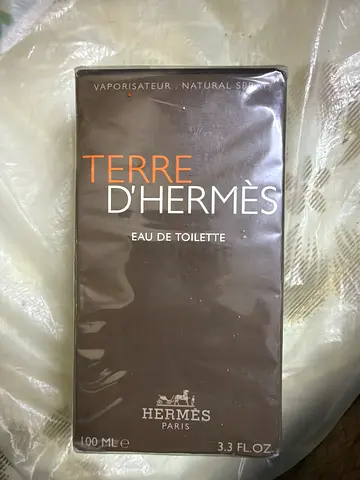 VAPORISATEUR . NATURAL SPRAY
TERRE
D'HERMÈS
EAU DE TOILETTE
HERMÈS
PARIS
100 ML e
3.3 FL.OZ.